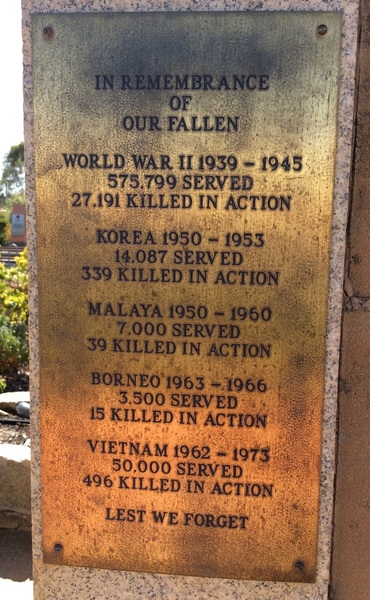 IN REMEMBRANCE
OF
OUR FALLEN
WORLD WAR II 1939 – 1945
575.799 SERVED
27.191 KILLED IN ACTION
KOREA 1950 – 1953
14.087 SERVED
339 KILLED IN ACTION
MALAYA 1950 – 1960
7.000 SERVED
39 KILLED IN ACTION
BORNEO 1963 – 1966
3.500 SERVED
15 KILLED IN ACTION
VIETNAM 1962 – 1973
50.000 SERVED
496 KILLED IN ACTION
LEST WE FORGET